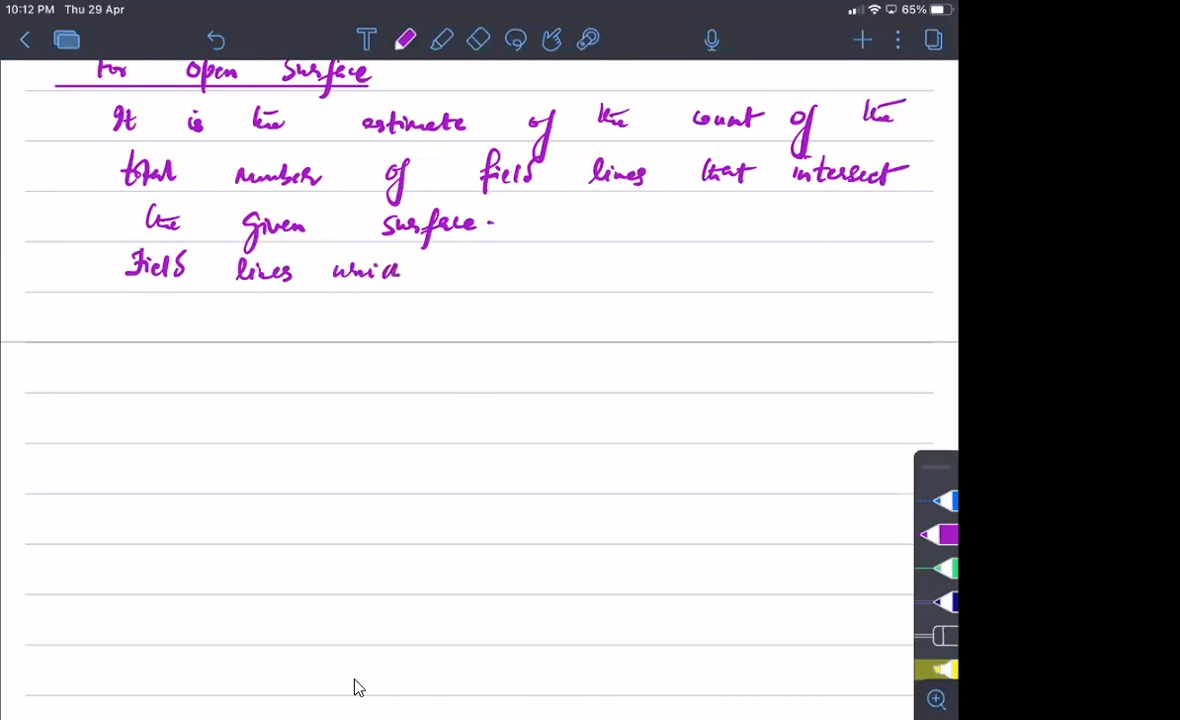 10:12 PM Thu 29 Apr 65%
For Open Surface
It is the estimate of the count of the
total number of field lines that intersect
the given surface.
Field lines which